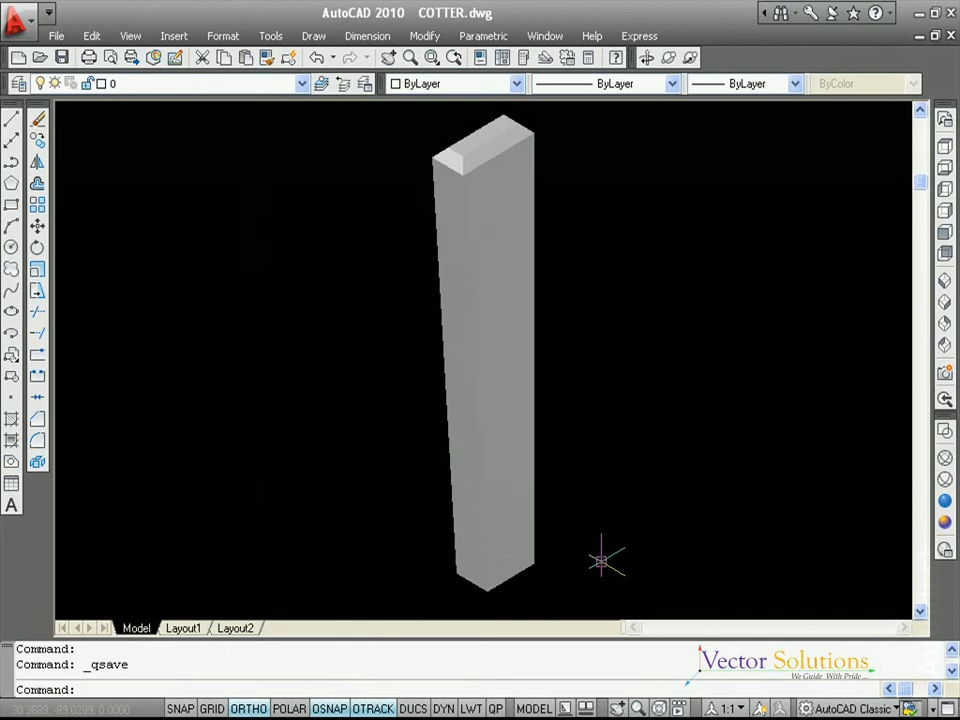 AutoCAD 2010 COTTER.dwg
File Edit View Insert Format Tools Draw Dimension Modify Parametric Window Help Express
0 ByLayer ByLayer ByLayer ByColor
A
Model Layout1 Layout2
Command:
Command: _qsave
Command:
Vector Solutions
We Guide With Pride ...
SNAP GRID ORTHO POLAR OSNAP OTRACK DUCS DYN LWT QP MODEL 1:1 AutoCAD Classic